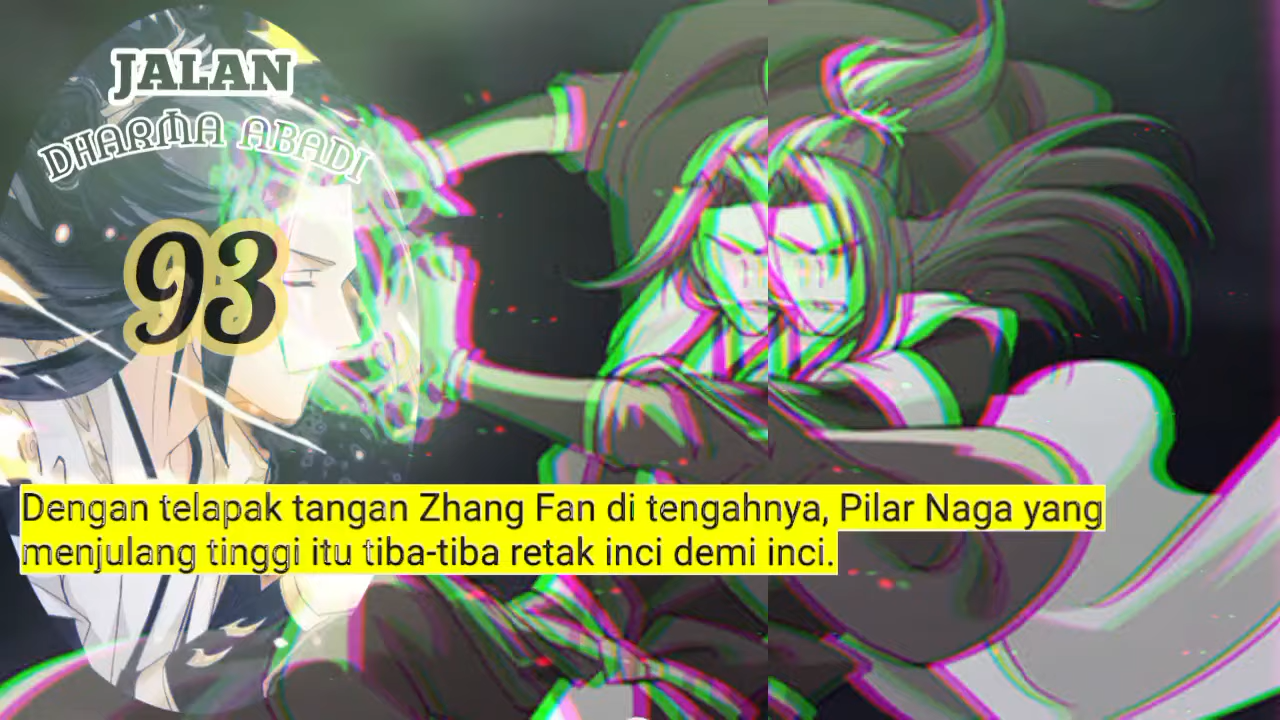 JALAN
DHARMA ABADI
93
Dengan telapak tangan Zhang Fan di tengahnya, Pilar Naga yang
menjulang tinggi itu tiba-tiba retak inci demi inci.